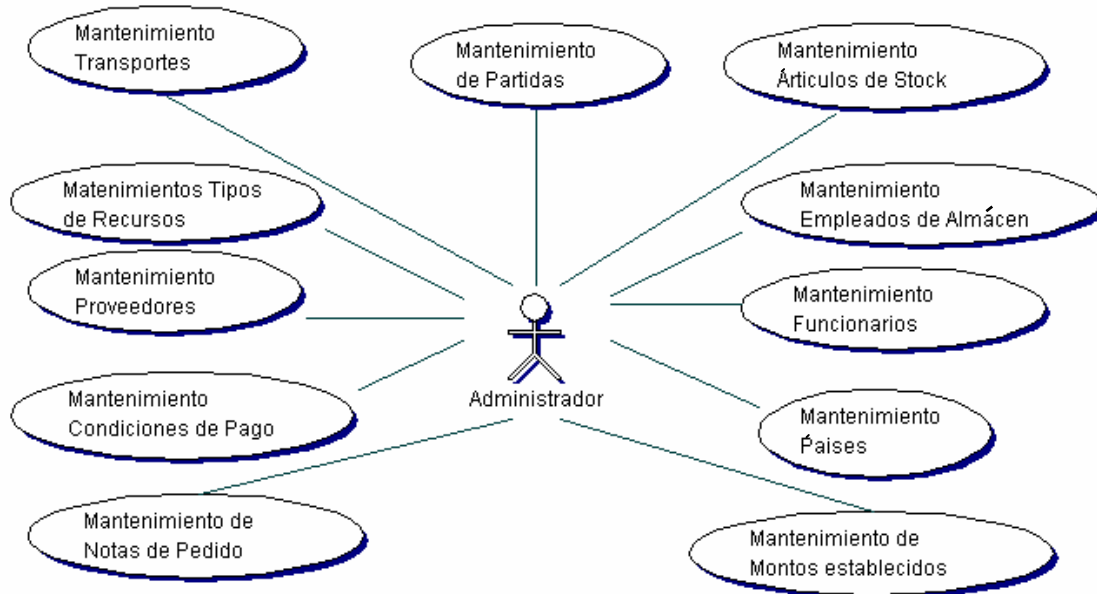 Mantenimiento
Transportes
Mantenimiento
de Partidas
Mantenimiento
Árticulos de Stock
Matenimientos Tipos
de Recursos
Mantenimiento
Empleados de Almácen
Mantenimiento
Proveedores
Mantenimiento
Funcionarios
Administrador
Mantenimiento
Condiciones de Pago
Mantenimiento
Páises
Mantenimiento de
Notas de Pedido
Mantenimiento de
Montos establecidos